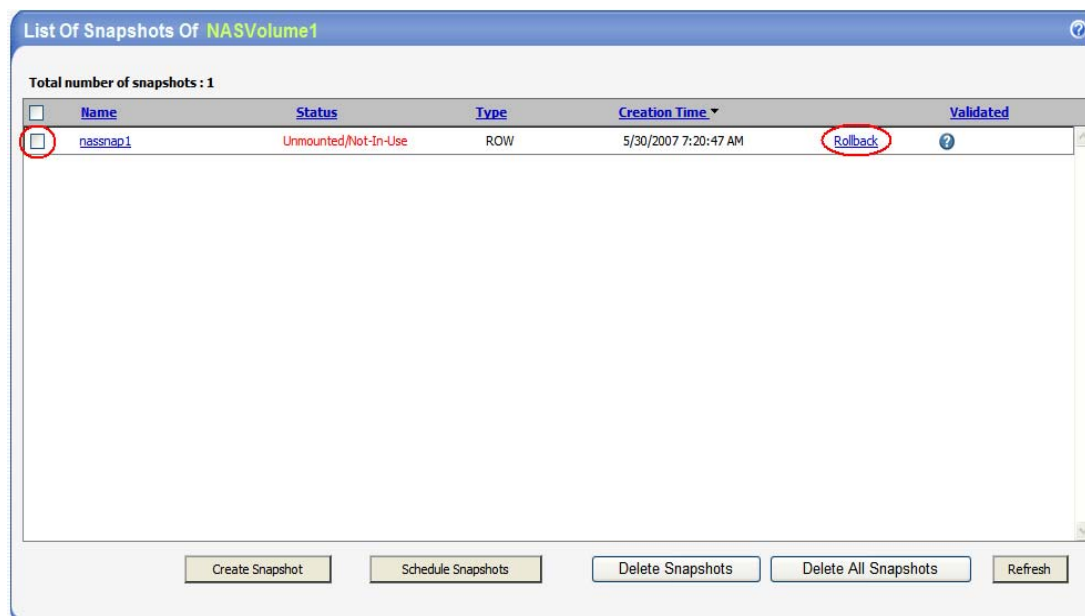 List Of Snapshots Of NASVolume1
Total number of snapshots : 1
Name Status Type Creation Time Validated
nassnap1 Unmounted/Not-In-Use ROW 5/30/2007 7:20:47 AM Rollback ?
Create Snapshot Schedule Snapshots Delete Snapshots Delete All Snapshots Refresh